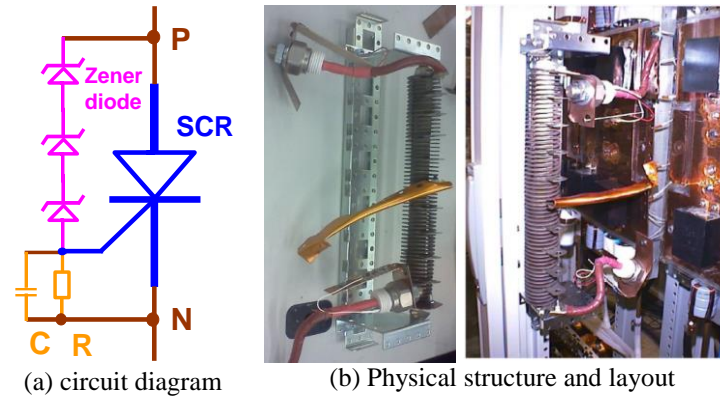 P
Zener
diode
SCR
N
C R
(a) circuit diagram
(b) Physical structure and layout